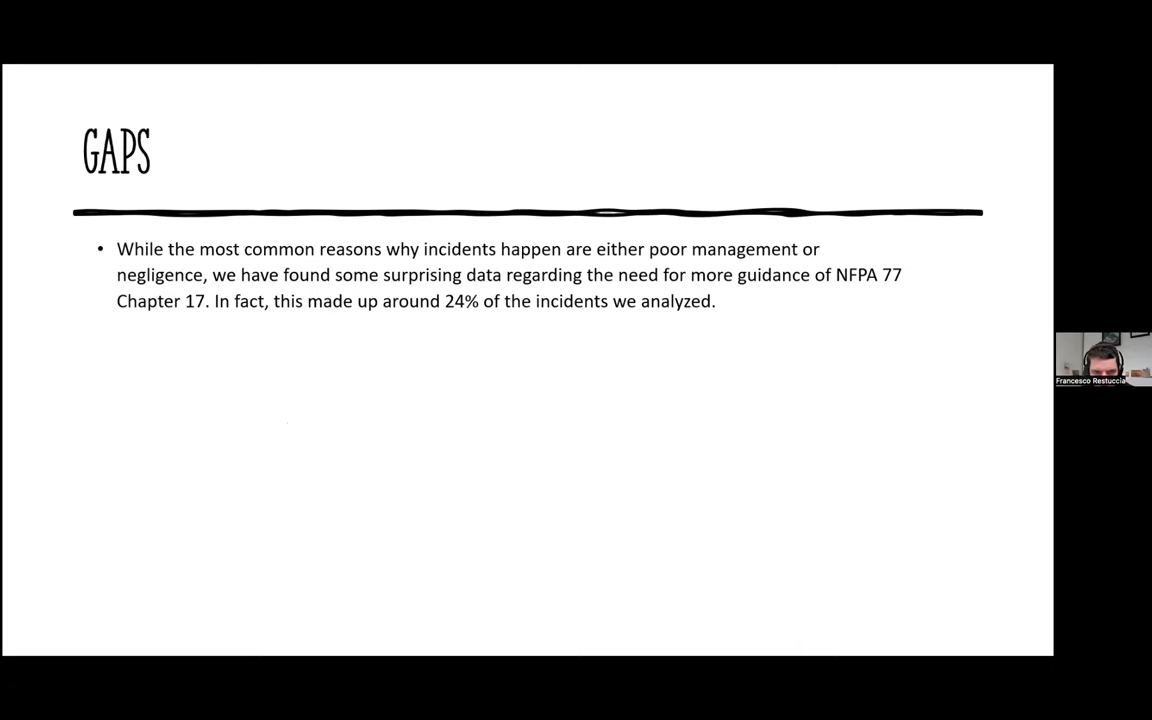 GAPS
• While the most common reasons why incidents happen are either poor management or
negligence, we have found some surprising data regarding the need for more guidance of NFPA 77
Chapter 17. In fact, this made up around 24% of the incidents we analyzed.
Francesco Restuccia